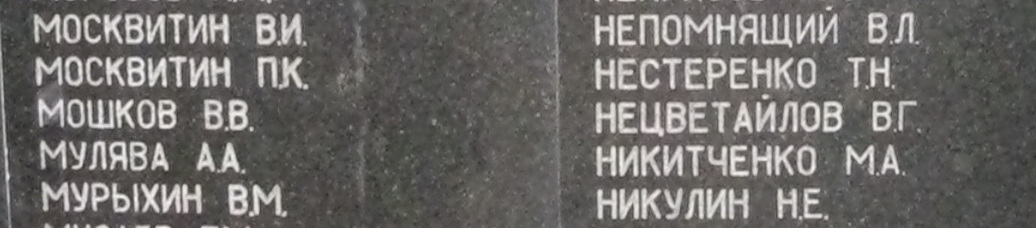 МОСКВИТИН В.И.
МОСКВИТИН П.К.
МОШКОВ В.В.
МУЛЯВА А.А.
МУРЫХИН В.М.
НЕПОМНЯЩИЙ В.Л.
НЕСТЕРЕНКО Т.Н.
НЕЦВЕТАЙЛОВ В.Г.
НИКИТЧЕНКО М.А.
НИКУЛИН Н.Е.